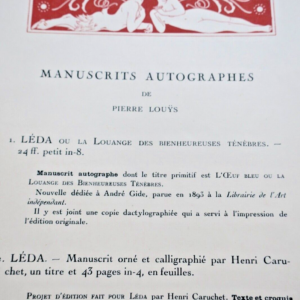 MANUSCRITS AUTOGRAPHES
DE
PIERRE LOUŸS
1. LÉDA OU LA LOUANGE DES BIENHEUREUSES TÉNÈBRES. —
24 ff. petit in-8.
Manuscrit autographe dont le titre primitif est L'ŒUF BLEU OU LA
LOUANGE DES BIENHEUREUSES TÉNÈBRES.
Nouvelle dédiée à André Gide, parue en 1893 à la Librairie de l'Art
indépendant.
Il y est joint une copie dactylographiée qui a servi à l'impression de
l'édition originale.
. LÉDA. — Manuscrit orné et calligraphié par Henri Caru-
chet, un titre et 43 pages in-4, en feuilles.
PROJET D'ÉDITION FAIT POUR LÉDA par Henri Caruchet. Texte et croquis